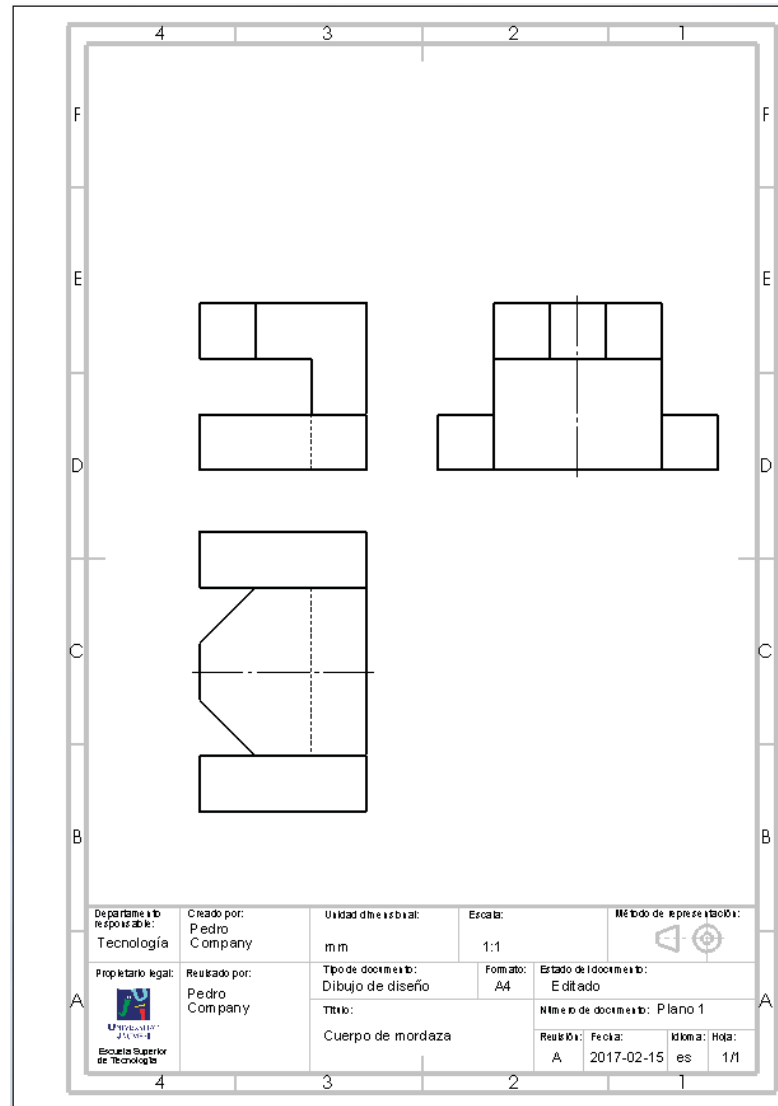 4 3 2 1
F F
E E
D D
C C
B B
A A
Departamento responsable:
Tecnología
Creado por:
Pedro
Company
Unidad dimensional:
mm
Escala:
1:1
Método de representación:
Propietario legal:
UNIVERSITAT
JAUME I
Escuela Superior
de Tecnología
Revisado por:
Pedro
Company
Tipo de documento:
Dibujo de diseño
Formato:
A4
Estado del documento:
Editado
Título:
Cuerpo de mordaza
Número de documento: Plano 1
Revisión:
A
Fecha:
2017-02-15
Idioma:
es
Hoja:
1/1
4 3 2 1